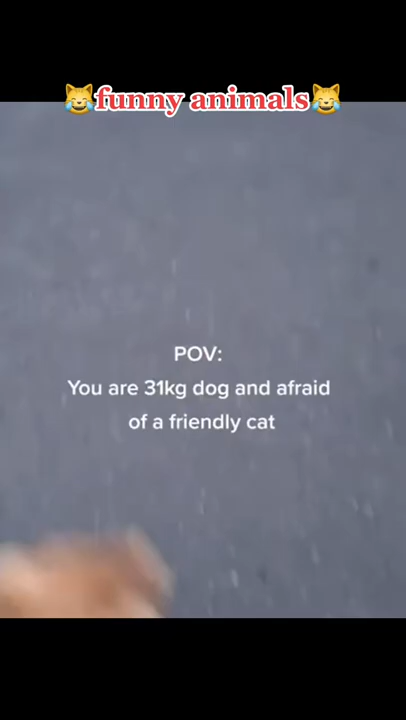 😹funny animals😹
POV:
You are 31kg dog and afraid
of a friendly cat